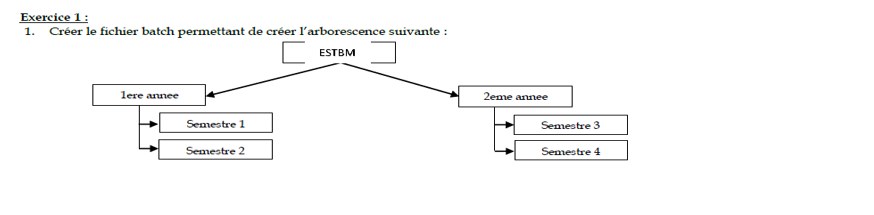 Exercice 1 :
1. Créer le fichier batch permettant de créer l'arborescence suivante :
ESTBM
1ere annee
2eme annee
Semestre 1
Semestre 3
Semestre 2
Semestre 4